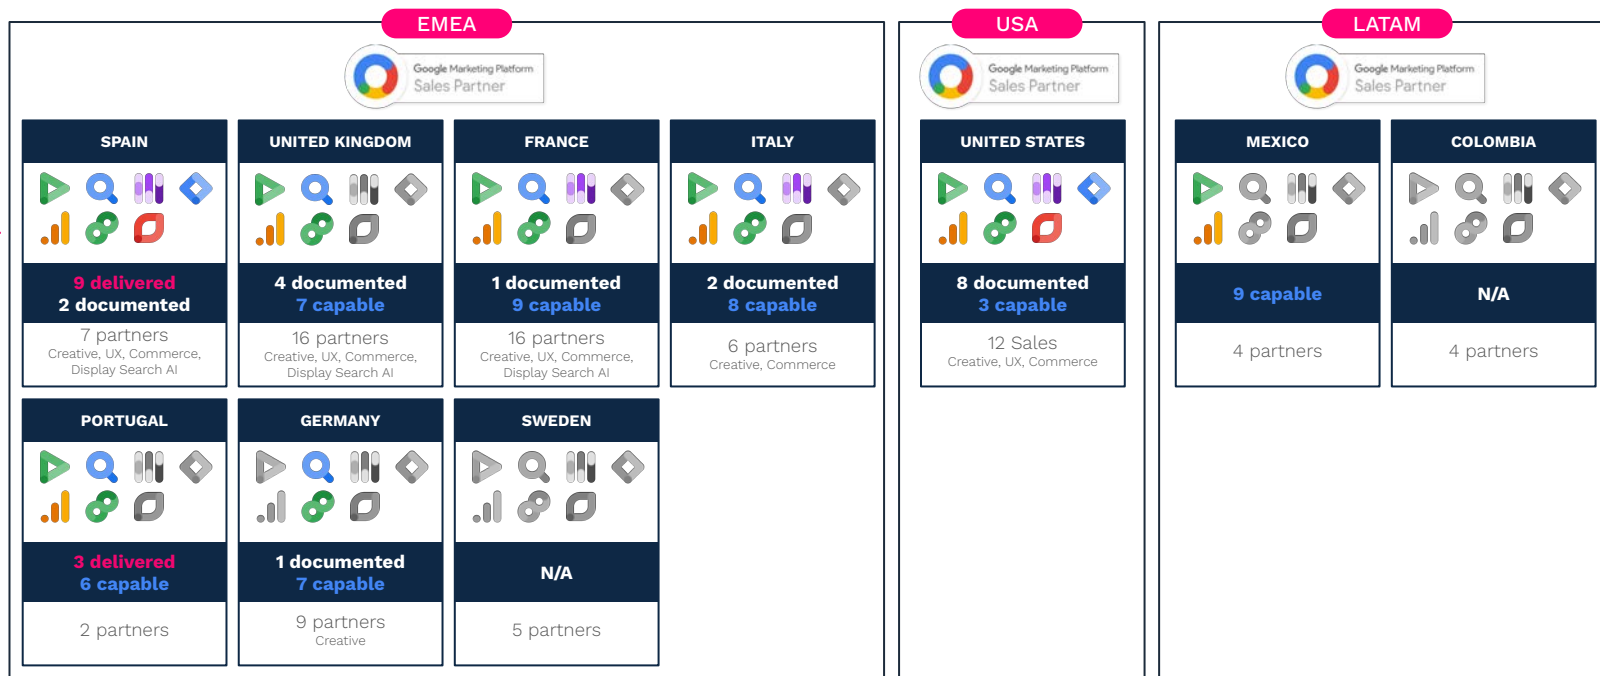 EMEA
Google Marketing Platform
Sales Partner
SPAIN
9 delivered
2 documented
7 partners
Creative, UX, Commerce,
Display Search AI
UNITED KINGDOM
4 documented
7 capable
16 partners
Creative, UX, Commerce,
Display Search AI
FRANCE
1 documented
9 capable
16 partners
Creative, UX, Commerce,
Display Search AI
ITALY
2 documented
8 capable
6 partners
Creative, Commerce
PORTUGAL
3 delivered
6 capable
2 partners
GERMANY
1 documented
7 capable
9 partners
Creative
SWEDEN
N/A
5 partners
USA
Google Marketing Platform
Sales Partner
UNITED STATES
8 documented
3 capable
12 Sales
Creative, UX, Commerce
LATAM
Google Marketing Platform
Sales Partner
MEXICO
9 capable
4 partners
COLOMBIA
N/A
4 partners